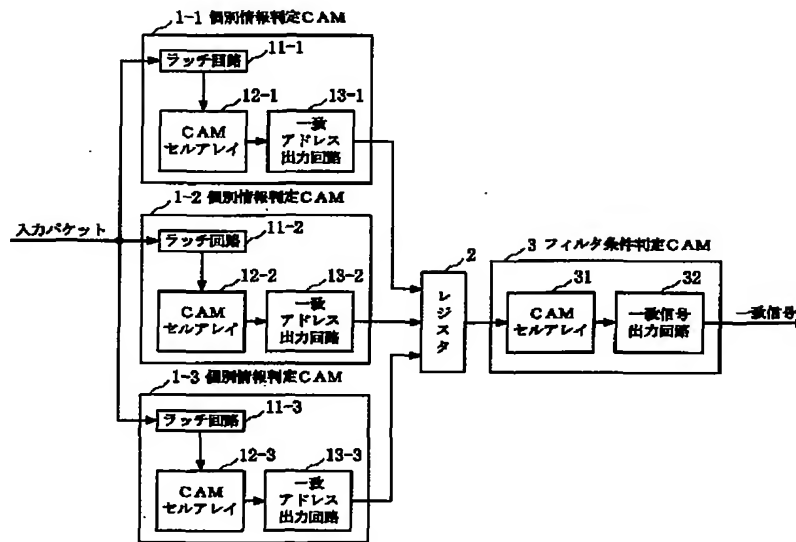 1-1 個別情報判定CAM
ラッチ回路
11-1
12-1
13-1
CAM
セルアレイ
一致
アドレス
出力回路
1-2 個別情報判定CAM
入力パケット
ラッチ回路
11-2
12-2
13-2
CAM
セルアレイ
一致
アドレス
出力回路
2
レジスタ
3 フィルタ条件判定CAM
31
32
CAM
セルアレイ
一致信号
出力回路
一致信号
1-3 個別情報判定CAM
ラッチ回路
11-3
12-3
13-3
CAM
セルアレイ
一致
アドレス
出力回路